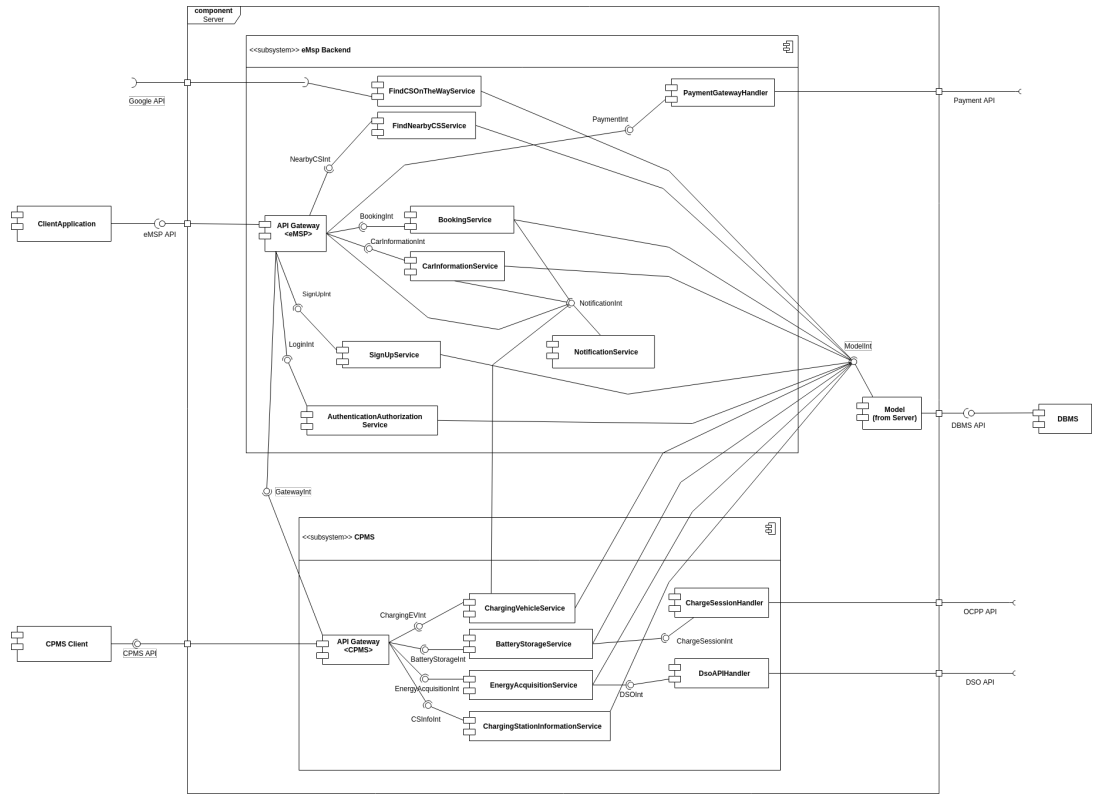 component
Server
<<subsystem>> eMsp Backend
Google API
FindCSOnTheWayService
PaymentGatewayHandler
Payment API
PaymentInt
FindNearbyCSService
NearbyCSInt
ClientApplication
eMSP API
API Gateway
<eMSP>
BookingInt
BookingService
CarInformationInt
CarInformationService
SignUpInt
NotificationInt
LoginInt
SignUpService
NotificationService
ModelInt
AuthenticationAuthorization
Service
Model
(from Server)
DBMS API
DBMS
GatewayInt
<<subsystem>> CPMS
ChargingEVInt
ChargingVehicleService
ChargeSessionHandler
OCPP API
CPMS Client
CPMS API
API Gateway
<CPMS>
BatteryStorageService
ChargeSessionInt
BatteryStorageInt
EnergyAcquisitionInt
EnergyAcquisitionService
DSOInt
DsoAPIHandler
DSO API
CSInfoInt
ChargingStationInformationService